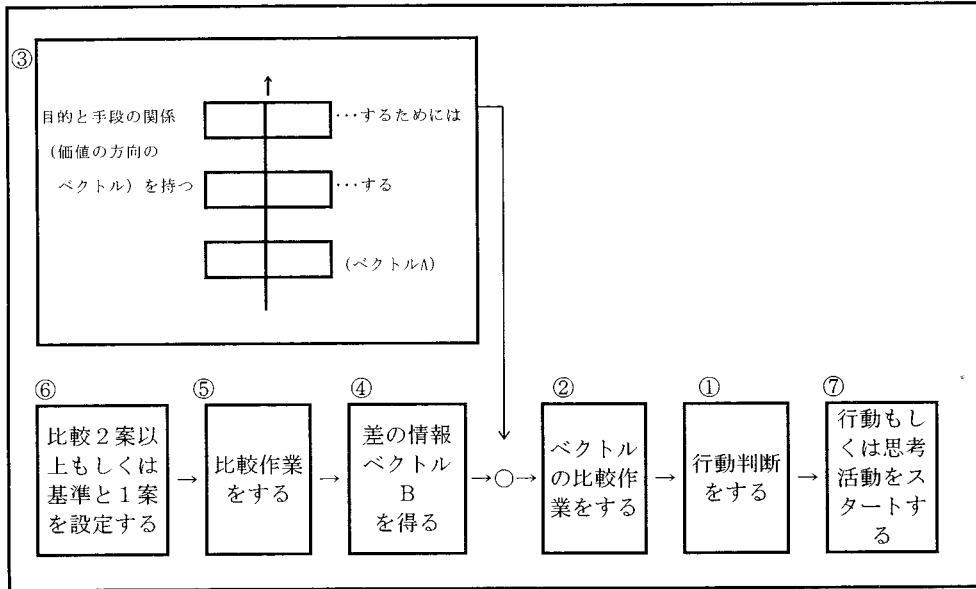 ③
目的と手段の関係
(価値の方向の
ベクトル)を持つ
↑
…するためには
…する
(ベクトルA)
⑥
比較2案以
上もしくは
基準と1案
を設定する
→
⑤
比較作業
をする
→
④
差の情報
ベクトル
B
を得る
→○→
②
ベクトル
の比較作
業をする
→
①
行動判断
をする
→
⑦
行動もし
くは思考
活動をス
タートす
る